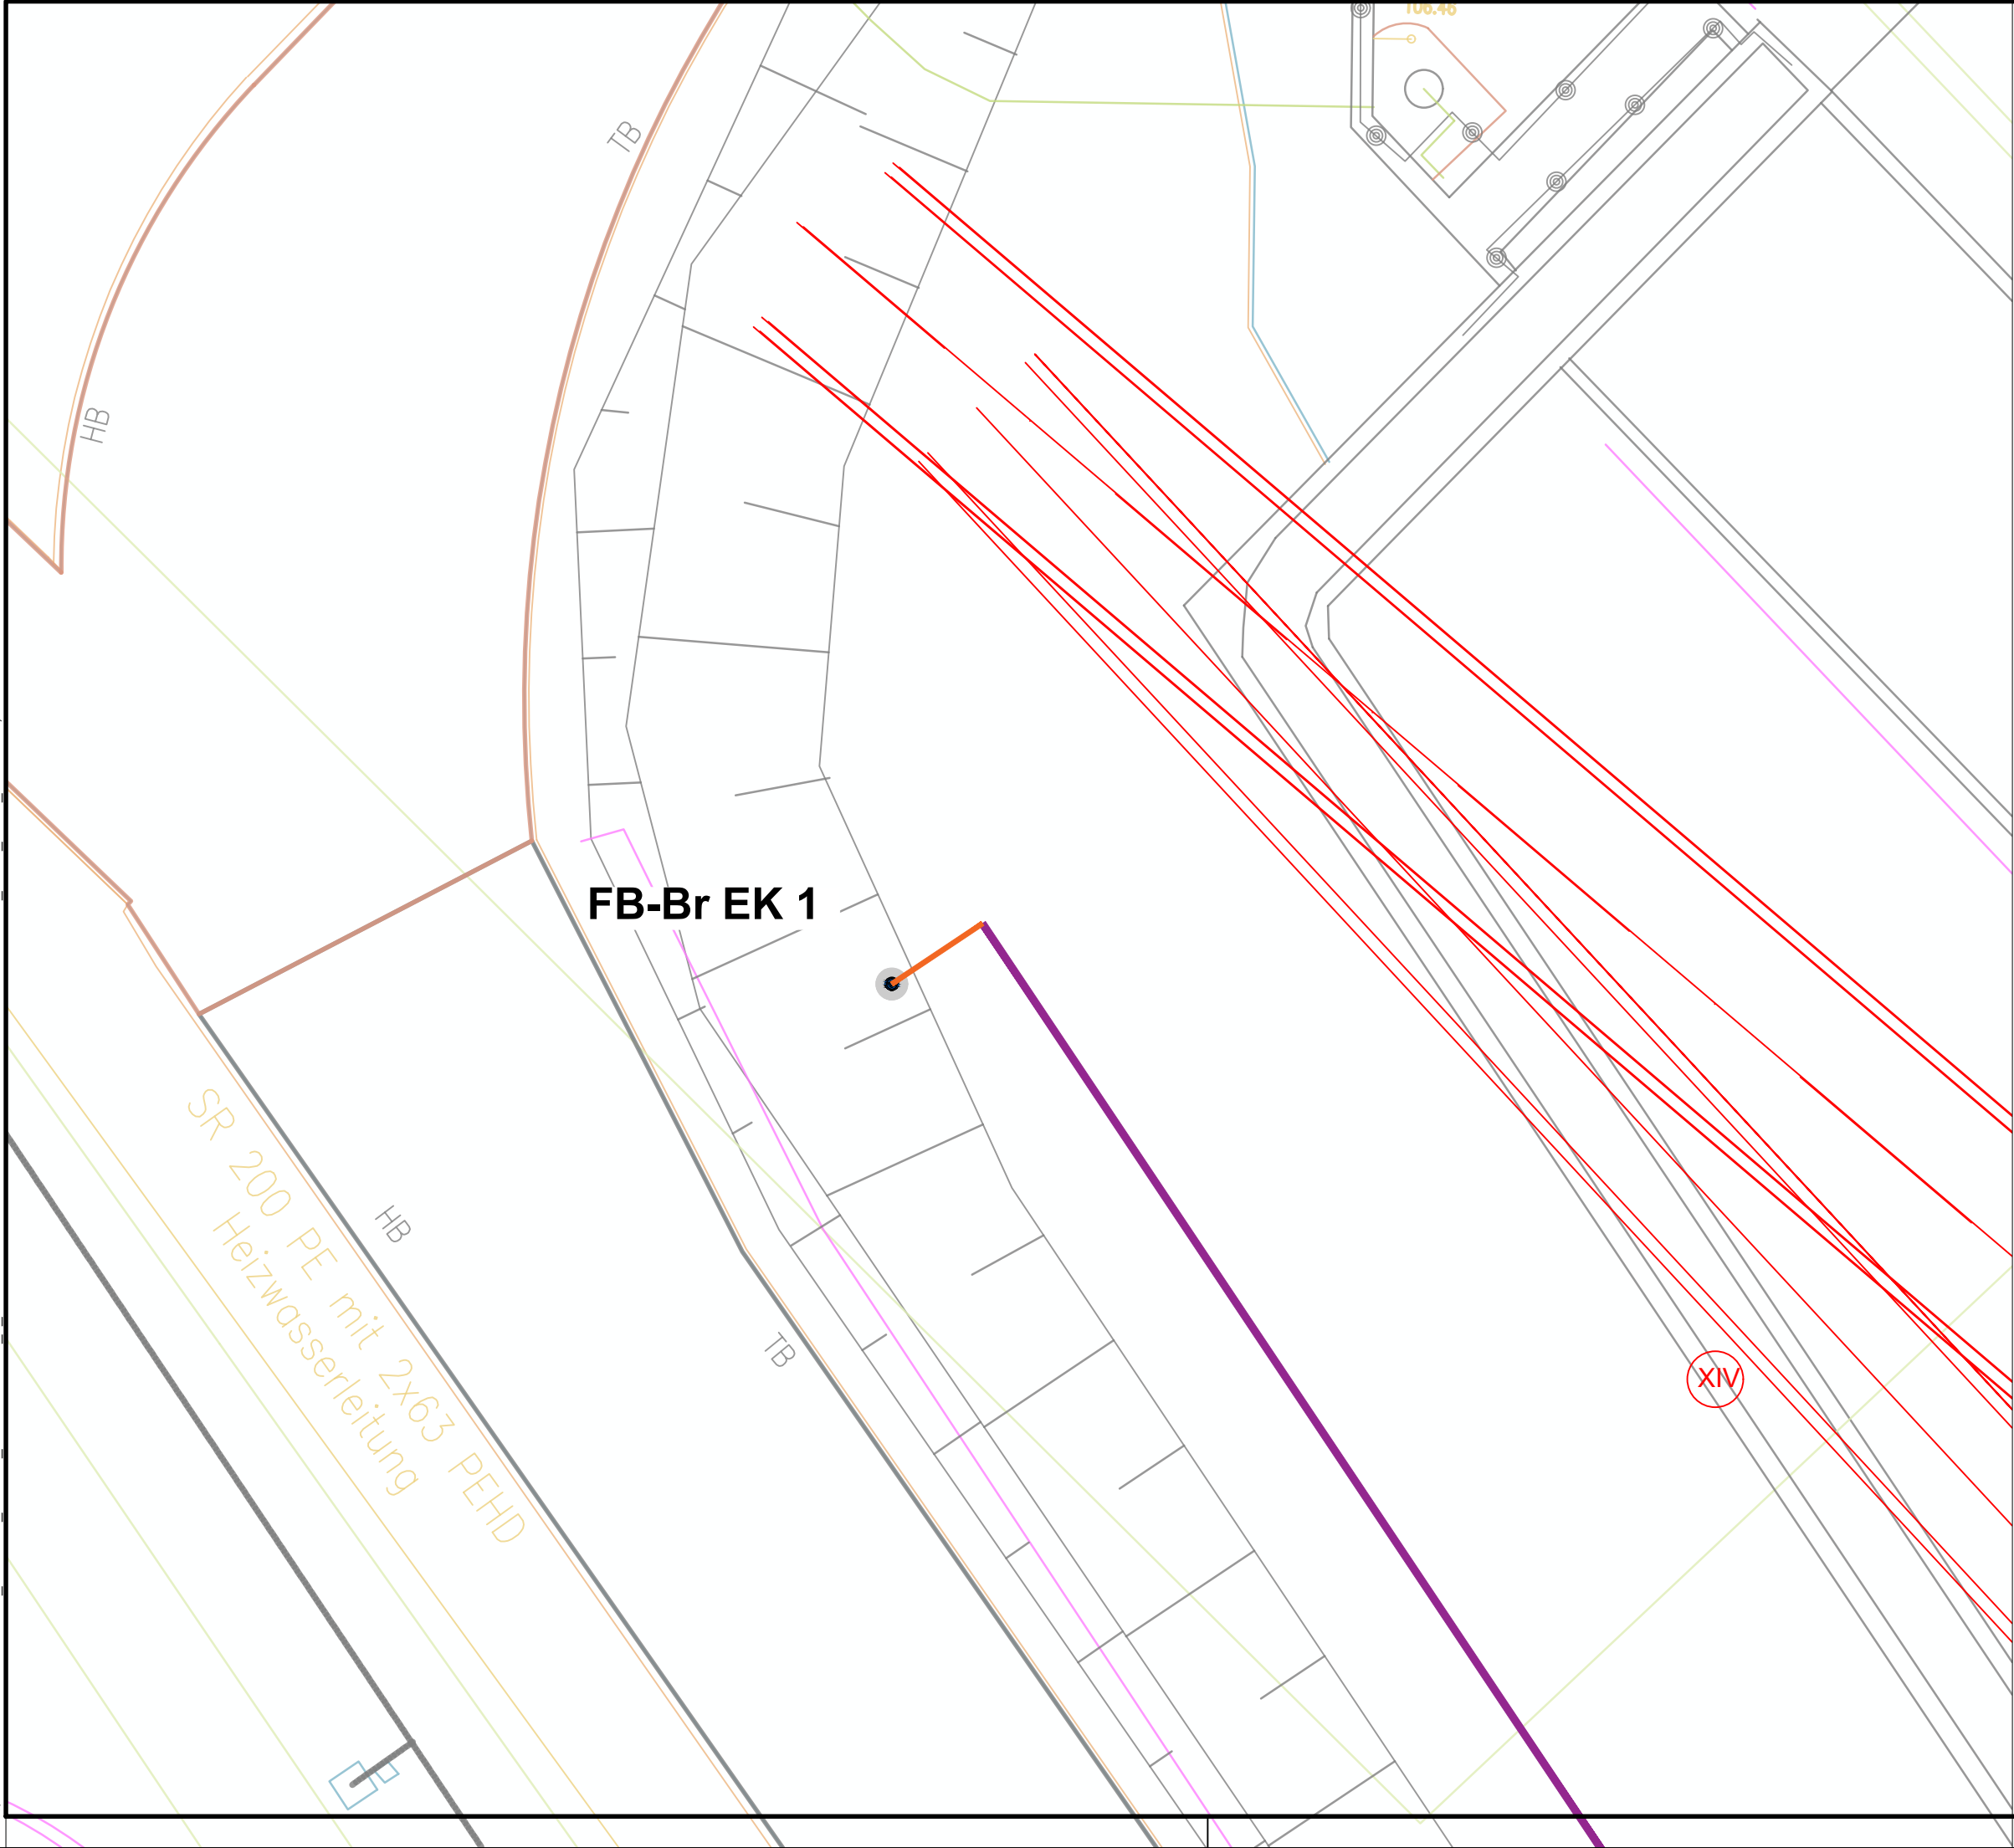 106.46
TB
HB
FB-Br EK 1
SR 200 PE mit 2x63 PEHD
Heizwasserleitung
HB
TB
XIV